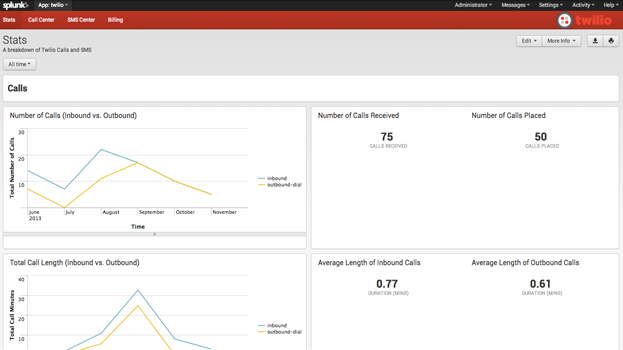 splunk> App: twilio Administrator Messages Settings Activity Help
Stats Call Center SMS Center Billing twilio
Stats
A breakdown of Twilio Calls and SMS
Edit More Info
All time
Calls
Number of Calls (Inbound vs. Outbound)
Total Number of Calls
30
20
10
June
2013
July
August
September
October
November
Time
inbound
outbound-dial
Number of Calls Received
75
CALLS RECEIVED
Number of Calls Placed
50
CALLS PLACED
Total Call Length (Inbound vs. Outbound)
Total Call Minutes
40
30
20
10
inbound
outbound-dial
Average Length of Inbound Calls
0.77
DURATION (MINS)
Average Length of Outbound Calls
0.61
DURATION (MINS)